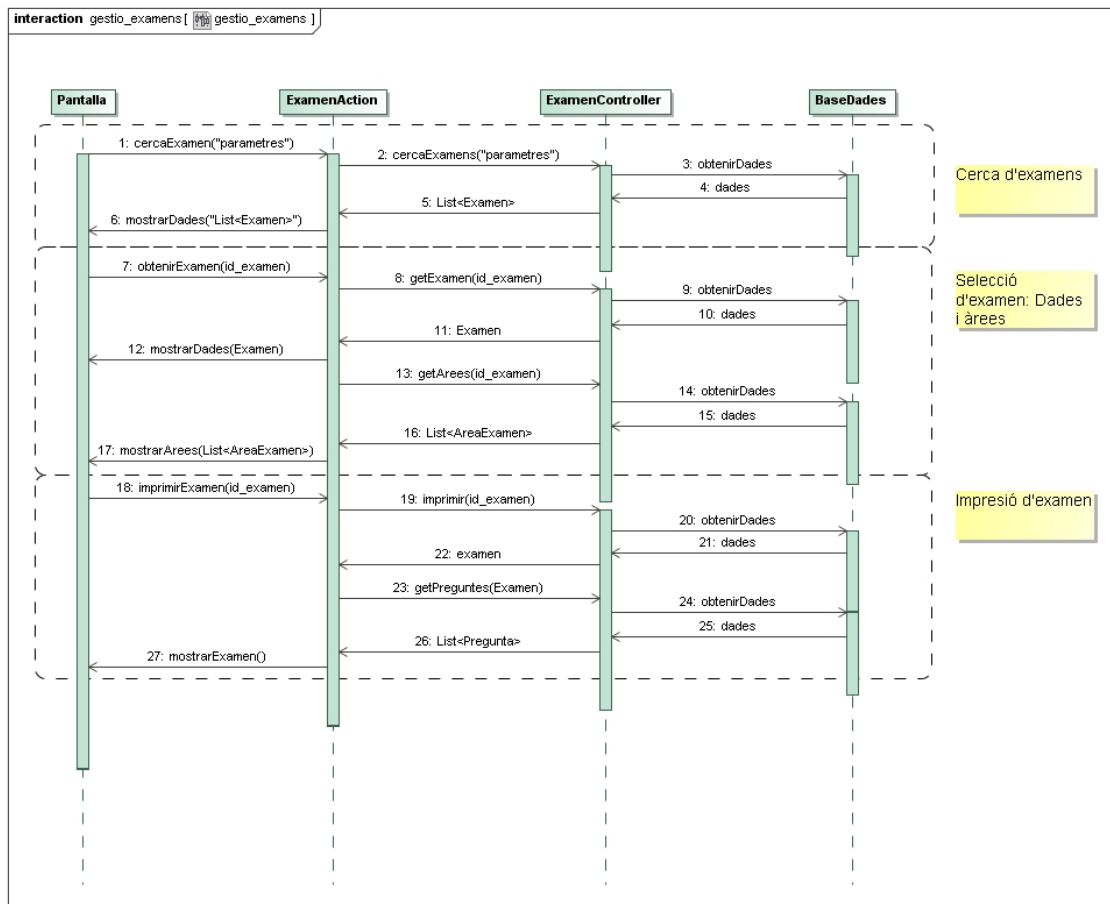 interaction gestio_examens [ gestio_examens ]
Pantalla
ExamenAction
ExamenController
BaseDades
1: cercaExamen("parametres")
2: cercaExamens("parametres")
3: obtenirDades
4: dades
5: List<Examen>
6: mostrarDades("List<Examen>")
Cerca d'examens
7: obtenirExamen(id_examen)
8: getExamen(id_examen)
9: obtenirDades
10: dades
11: Examen
12: mostrarDades(Examen)
13: getArees(id_examen)
14: obtenirDades
15: dades
16: List<AreaExamen>
17: mostrarArees(List<AreaExamen>)
Selecció
d'examen: Dades
i àrees
18: imprimirExamen(id_examen)
19: imprimir(id_examen)
20: obtenirDades
21: dades
22: examen
23: getPreguntes(Examen)
24: obtenirDades
25: dades
26: List<Pregunta>
27: mostrarExamen()
Impresió d'examen